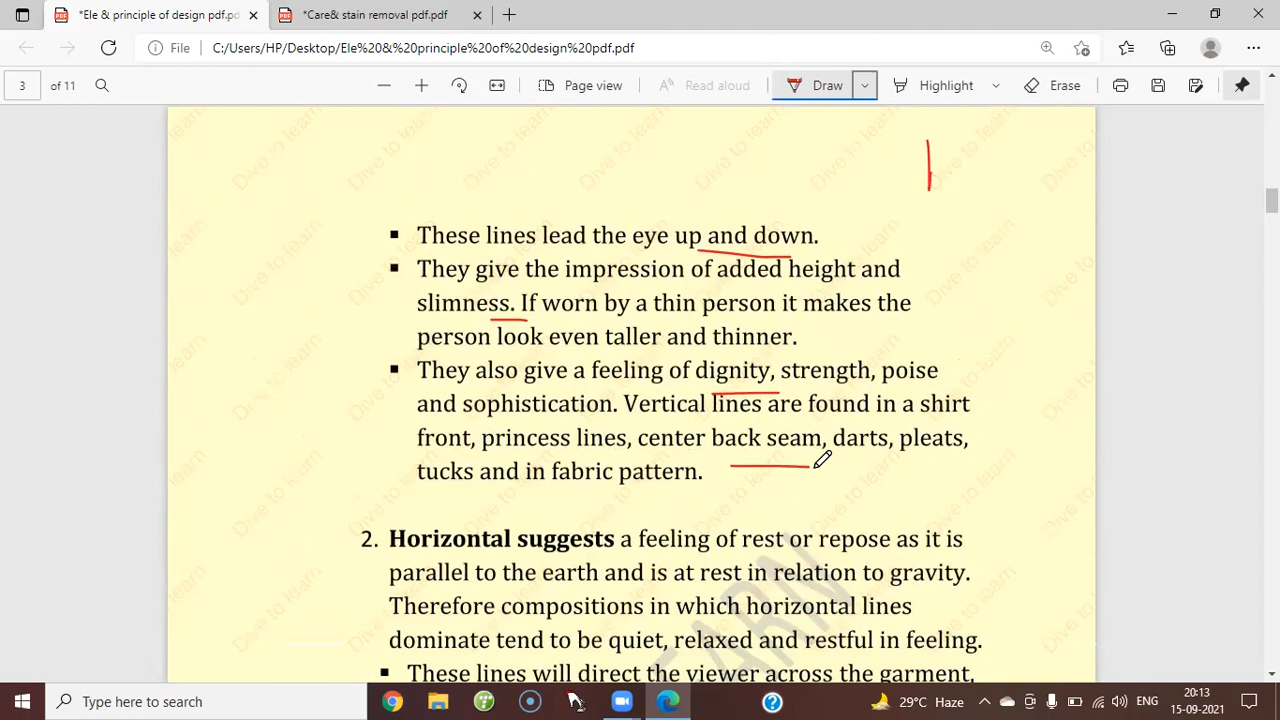 *Ele & principle of design pdf.pdf
*Care& stain removal pdf.pdf
File
C:/Users/HP/Desktop/Ele%20&%20principle%20of%20design%20pdf.pdf
3 of 11
Page view
Read aloud
Draw
Highlight
Erase
Dive to learn
▪ These lines lead the eye up and down.
▪ They give the impression of added height and
slimness. If worn by a thin person it makes the
person look even taller and thinner.
▪ They also give a feeling of dignity, strength, poise
and sophistication. Vertical lines are found in a shirt
front, princess lines, center back seam, darts, pleats,
tucks and in fabric pattern.
2. Horizontal suggests a feeling of rest or repose as it is
parallel to the earth and is at rest in relation to gravity.
Therefore compositions in which horizontal lines
dominate tend to be quiet, relaxed and restful in feeling.
▪ These lines will direct the viewer across the garment,
Type here to search
29°C Haze
ENG
20:13
15-09-2021